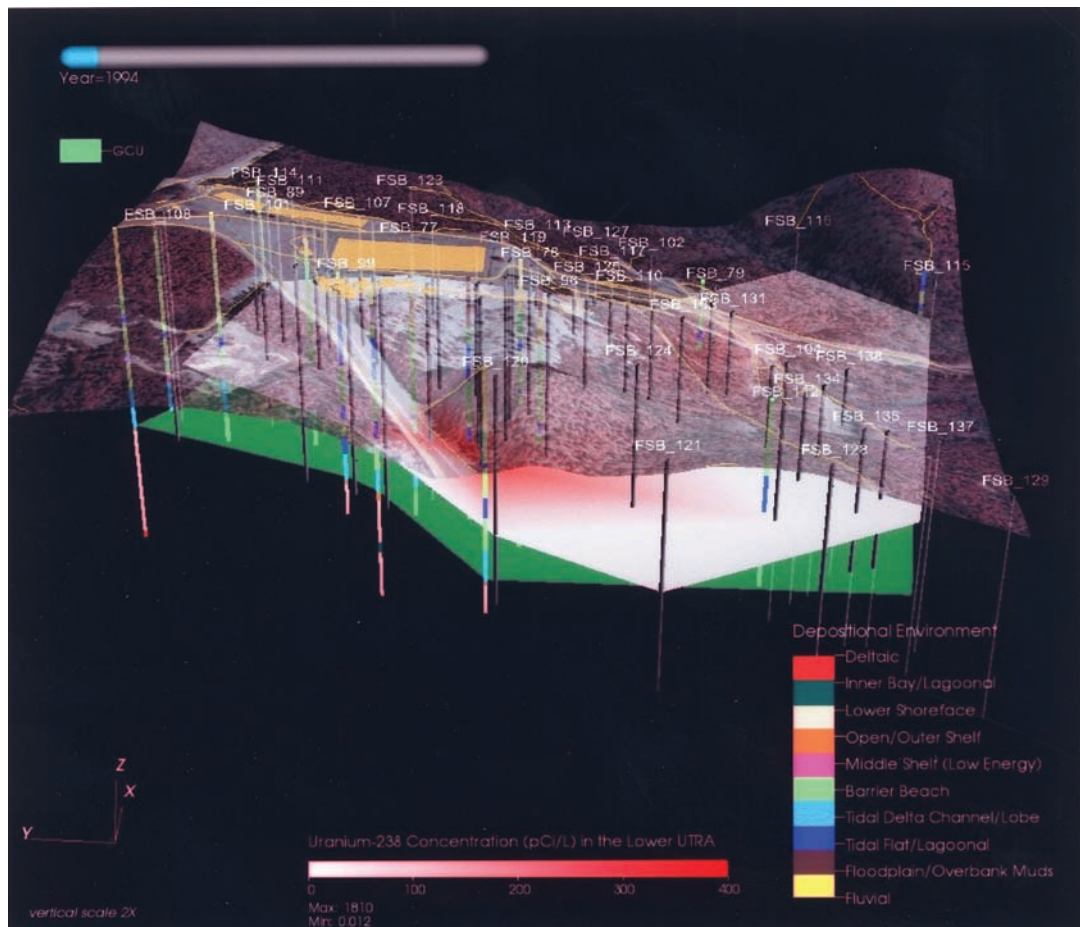 Year=1994
GCU
FSB_114
FSB_111
FSB_89
FSB_123
FSB_101
FSB_107
FSB_108
FSB_118
FSB_77
FSB_113
FSB_127
FSB_119
FSB_102
FSB_116
FSB_78
FSB_117
FSB_99
FSB_110
FSB_98
FSB_79
FSB_115
FSB_131
FSB_120
FSB_124
FSB_104
FSB_138
FSB_134
FSB_112
FSB_135
FSB_137
FSB_121
FSB_128
FSB_129
Depositional Environment
Deltaic
Inner Bay/Lagoonal
Lower Shoreface
Open/Outer Shelf
Middle Shelf (Low Energy)
Barrier Beach
Tidal Delta Channel/Lobe
Tidal Flat/Lagoonal
Floodplain/Overbank Muds
Fluvial
Z
X
Y
Uranium-238 Concentration (pCi/L) in the Lower UTRA
0 100 200 300 400
Max: 1810
Min: 0.012
vertical scale 2X